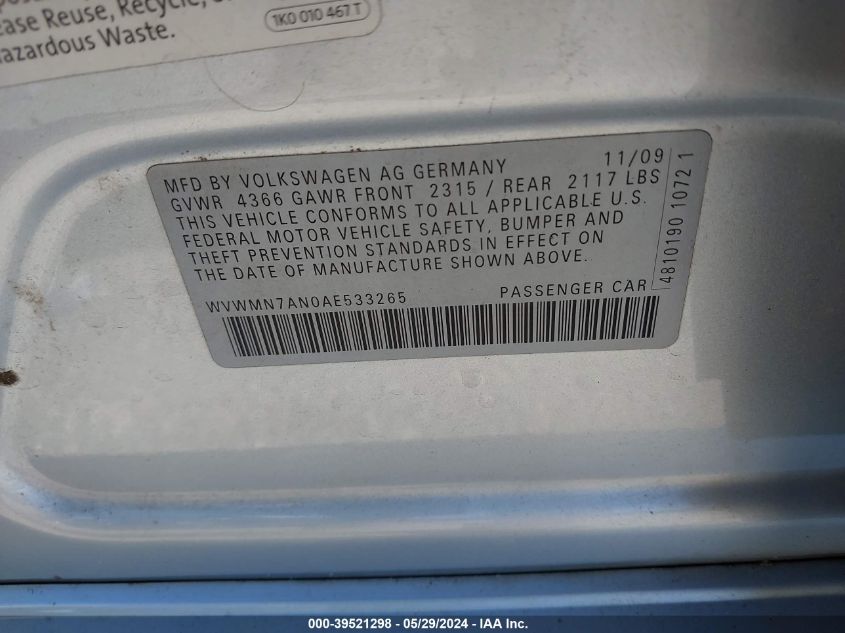 ease Reuse, Recycle,
azardous Waste.
1K0 010 467 T
MFD BY VOLKSWAGEN AG GERMANY 11/09
GVWR 4366 GAWR FRONT 2315 / REAR 2117 LBS
THIS VEHICLE CONFORMS TO ALL APPLICABLE U.S.
FEDERAL MOTOR VEHICLE SAFETY, BUMPER AND
THEFT PREVENTION STANDARDS IN EFFECT ON
THE DATE OF MANUFACTURE SHOWN ABOVE.
WVWMN7AN0AE533265 PASSENGER CAR
4810190 1072 1
000-39521298 - 05/29/2024 - IAA Inc.